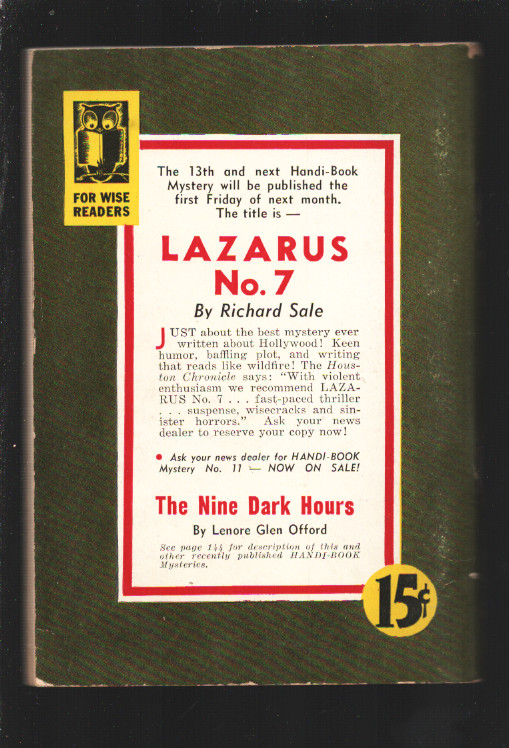 FOR WISE
READERS
The 13th and next Handi-Book
Mystery will be published the
first Friday of next month.
The title is —
LAZARUS
No. 7
By Richard Sale
JUST about the best mystery ever
written about Hollywood! Keen
humor, baffling plot, and writing
that reads like wildfire! The Hous-
ton Chronicle says: "With violent
enthusiasm we recommend LAZA-
RUS No. 7 . . . fast-paced thriller
. . . suspense, wisecracks and sin-
ister horrors." Ask your news
dealer to reserve your copy now!
• Ask your news dealer for HANDI-BOOK
Mystery No. 11 — NOW ON SALE!
The Nine Dark Hours
By Lenore Glen Offord
See page 144 for description of this and
other recently published HANDI-BOOK
Mysteries.
15¢